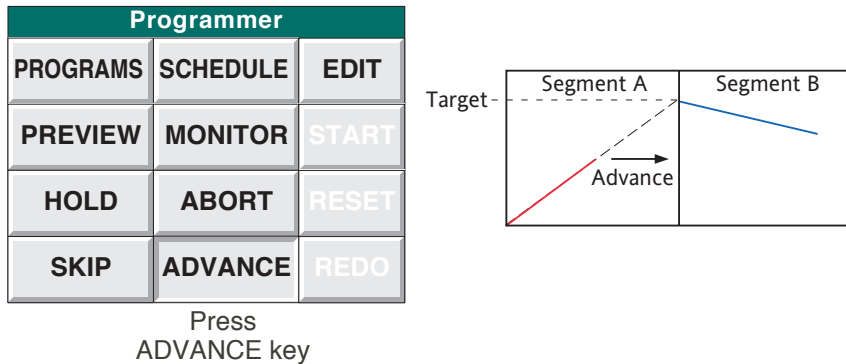 Programmer
PROGRAMS SCHEDULE EDIT
PREVIEW MONITOR START
HOLD ABORT RESET
SKIP ADVANCE REDO
Press
ADVANCE key
Segment A Segment B
Target
Advance